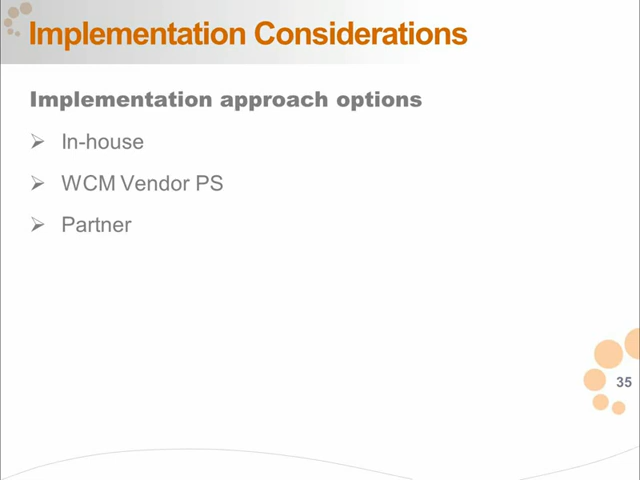 Implementation Considerations
Implementation approach options
➢ In-house
➢ WCM Vendor PS
➢ Partner
35